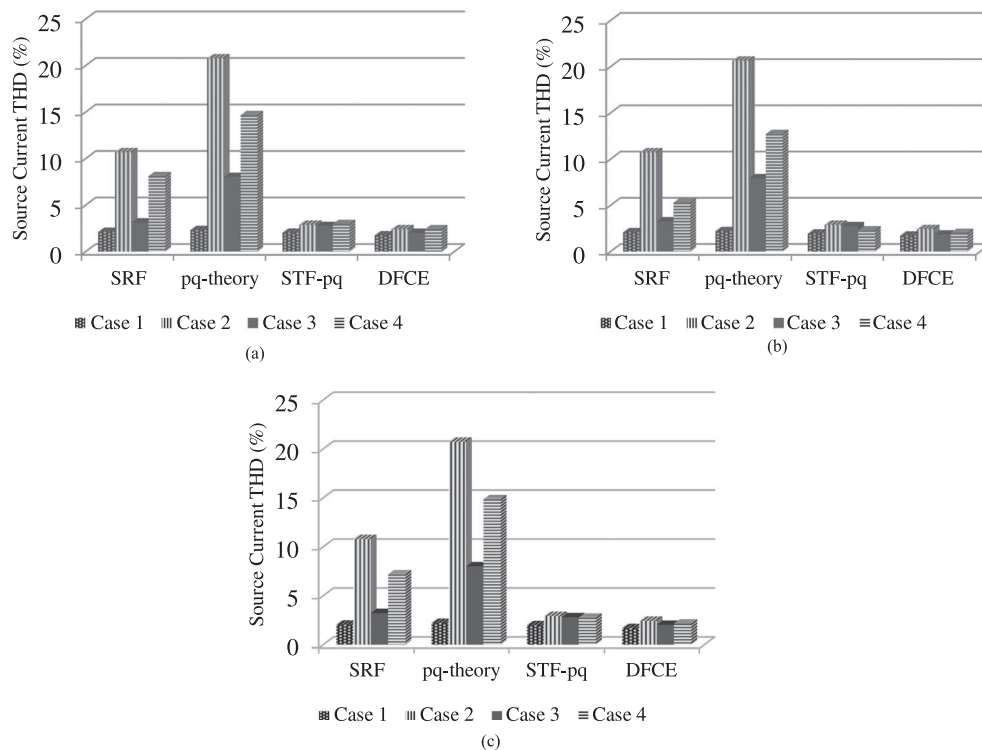 Source Current THD (%)
25
20
15
10
5
0
SRF pq-theory STF-pq DFCE
Case 1 Case 2 Case 3 Case 4
(a)
Source Current THD (%)
25
20
15
10
5
0
SRF pq-theory STF-pq DFCE
Case 1 Case 2 Case 3 Case 4
(b)
Source Current THD (%)
25
20
15
10
5
0
SRF pq-theory STF-pq DFCE
Case 1 Case 2 Case 3 Case 4
(c)